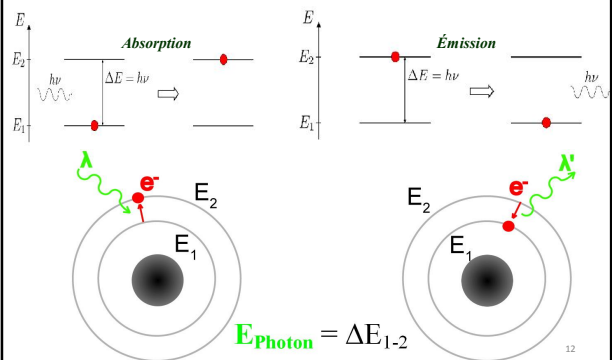 E
Absorption
E₂
hν
ΔE = hν
E₁
E
Émission
E₂
ΔE = hν
hν
E₁
λ
e⁻
E₂
E₁
λ'
e⁻
E₂
E₁
E_Photon = ΔE₁₋₂
12